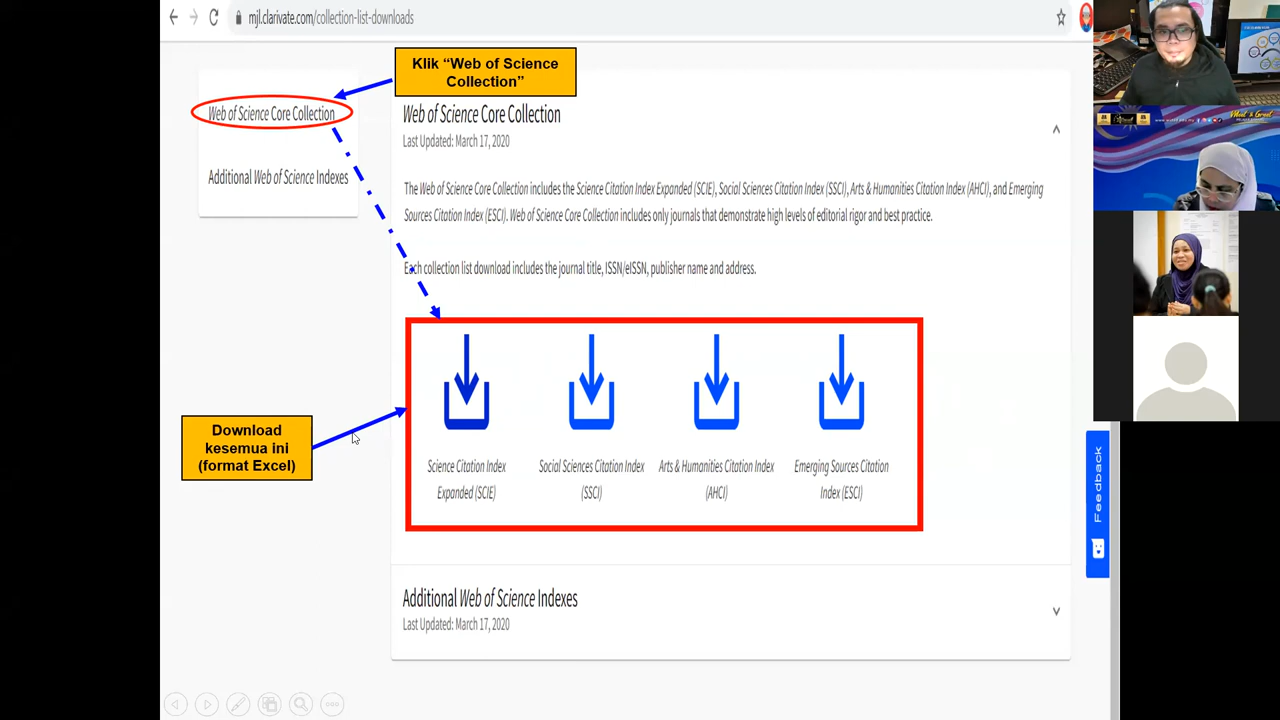 mjl.clarivate.com/collection-list-downloads
Klik “Web of Science
Collection”
Web of Science Core Collection
Additional Web of Science Indexes
Web of Science Core Collection
Last Updated: March 17, 2020
The Web of Science Core Collection includes the Science Citation Index Expanded (SCIE), Social Sciences Citation Index (SSCI), Arts & Humanities Citation Index (AHCI), and Emerging
Sources Citation Index (ESCI). Web of Science Core Collection includes only journals that demonstrate high levels of editorial rigor and best practice.
Each collection list download includes the journal title, ISSN/eISSN, publisher name and address.
Download
kesemua ini
(format Excel)
Science Citation Index
Expanded (SCIE)
Social Sciences Citation Index
(SSCI)
Arts & Humanities Citation Index
(AHCI)
Emerging Sources Citation
Index (ESCI)
Feedback
Additional Web of Science Indexes
Last Updated: March 17, 2020